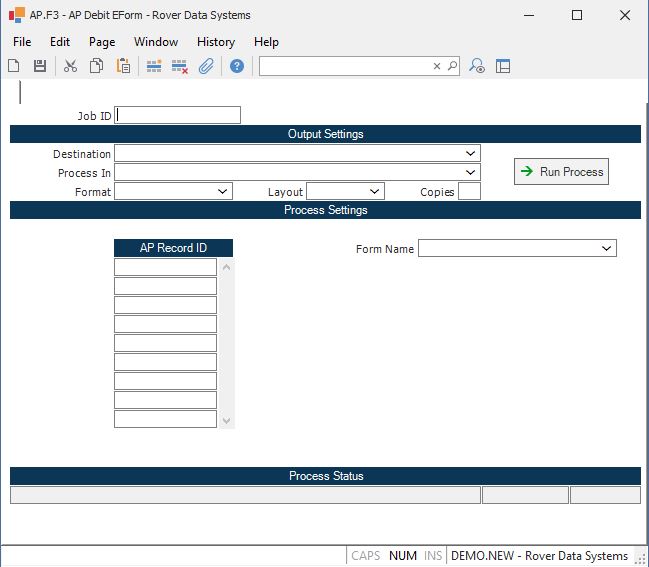 AP.F3 - AP Debit EForm - Rover Data Systems
File Edit Page Window History Help
Job ID
Output Settings
Destination
Process In
Run Process
Format Layout Copies
Process Settings
AP Record ID
Form Name
Process Status
CAPS NUM INS DEMO.NEW - Rover Data Systems